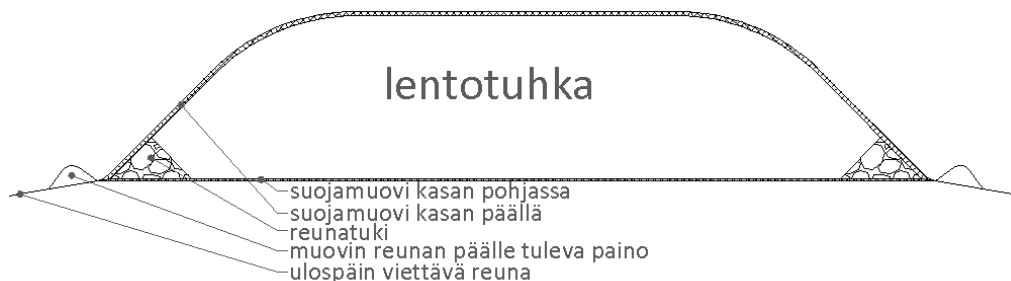 lentotuhka
suojamuovi kasan pohjassa
suojamuovi kasan päällä
reunatuki
muovin reunan päälle tuleva paino
ulospäin viettävä reuna